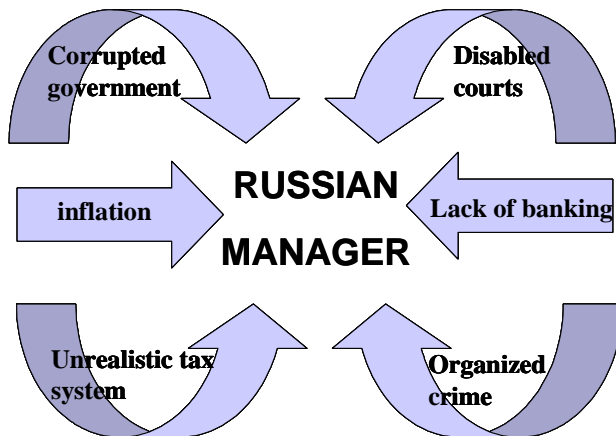 Corrupted
government
Disabled
courts
inflation
RUSSIAN
MANAGER
Lack of banking
Unrealistic tax
system
Organized
crime